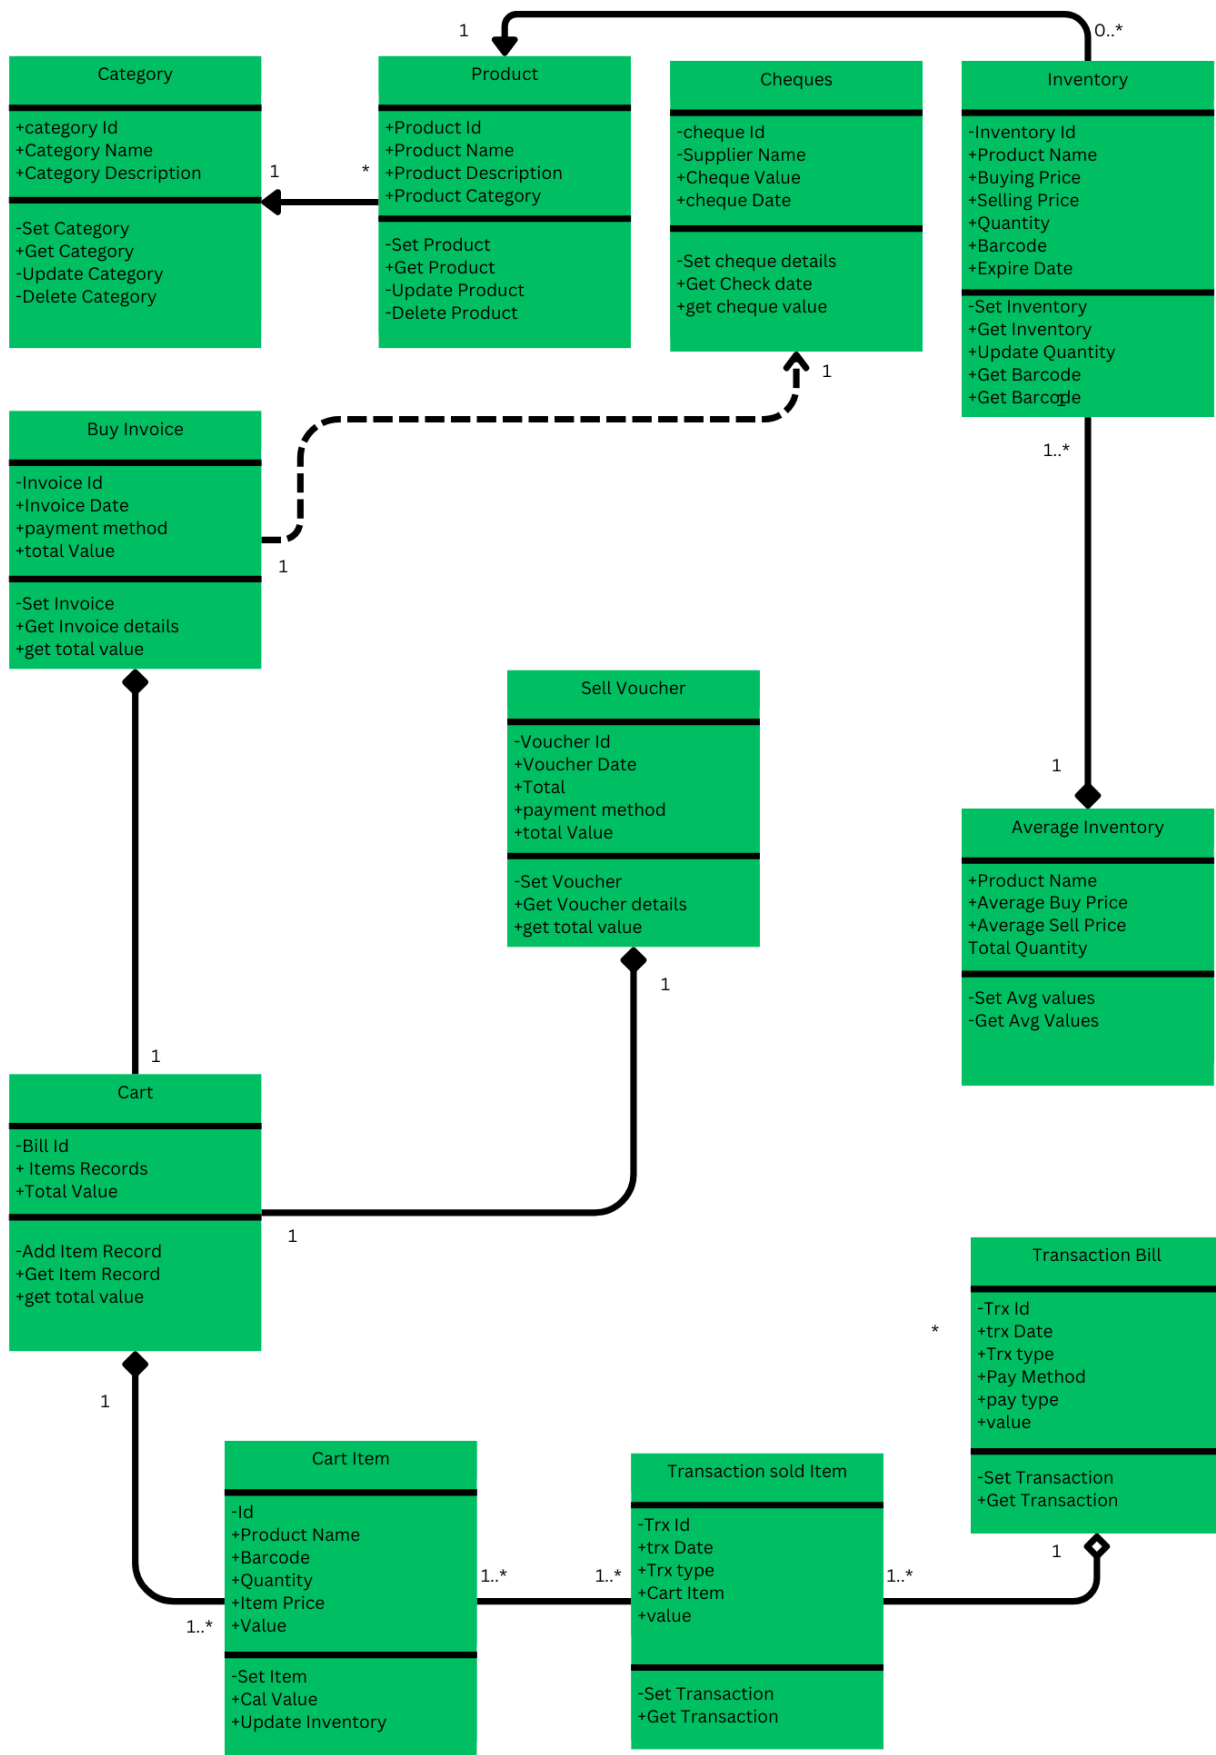 1
0..*
Category
+category Id
+Category Name
+Category Description
-Set Category
+Get Category
-Update Category
-Delete Category
1
*
Product
+Product Id
+Product Name
+Product Description
+Product Category
-Set Product
+Get Product
-Update Product
-Delete Product
Cheques
-cheque Id
-Supplier Name
+Cheque Value
+cheque Date
-Set cheque details
+Get Check date
+get cheque value
1
Inventory
-Inventory Id
+Product Name
+Buying Price
+Selling Price
+Quantity
+Barcode
+Expire Date
-Set Inventory
+Get Inventory
+Update Quantity
+Get Barcode
+Get Barcode
1
1..*
Buy Invoice
-Invoice Id
+Invoice Date
+payment method
+total Value
-Set Invoice
+Get Invoice details
+get total value
1
Sell Voucher
-Voucher Id
+Voucher Date
+Total
+payment method
+total Value
-Set Voucher
+Get Voucher details
+get total value
1
1
Average Inventory
+Product Name
+Average Buy Price
+Average Sell Price
Total Quantity
-Set Avg values
-Get Avg Values
1
Cart
-Bill Id
+ Items Records
+Total Value
-Add Item Record
+Get Item Record
+get total value
1
1
Transaction Bill
-Trx Id
+trx Date
+Trx type
+Pay Method
+pay type
+value
-Set Transaction
+Get Transaction
*
1
Cart Item
-Id
+Product Name
+Barcode
+Quantity
+Item Price
+Value
-Set Item
+Cal Value
+Update Inventory
1..*
1..*
1..*
Transaction sold Item
-Trx Id
+trx Date
+Trx type
+Cart Item
+value
-Set Transaction
+Get Transaction
1..*